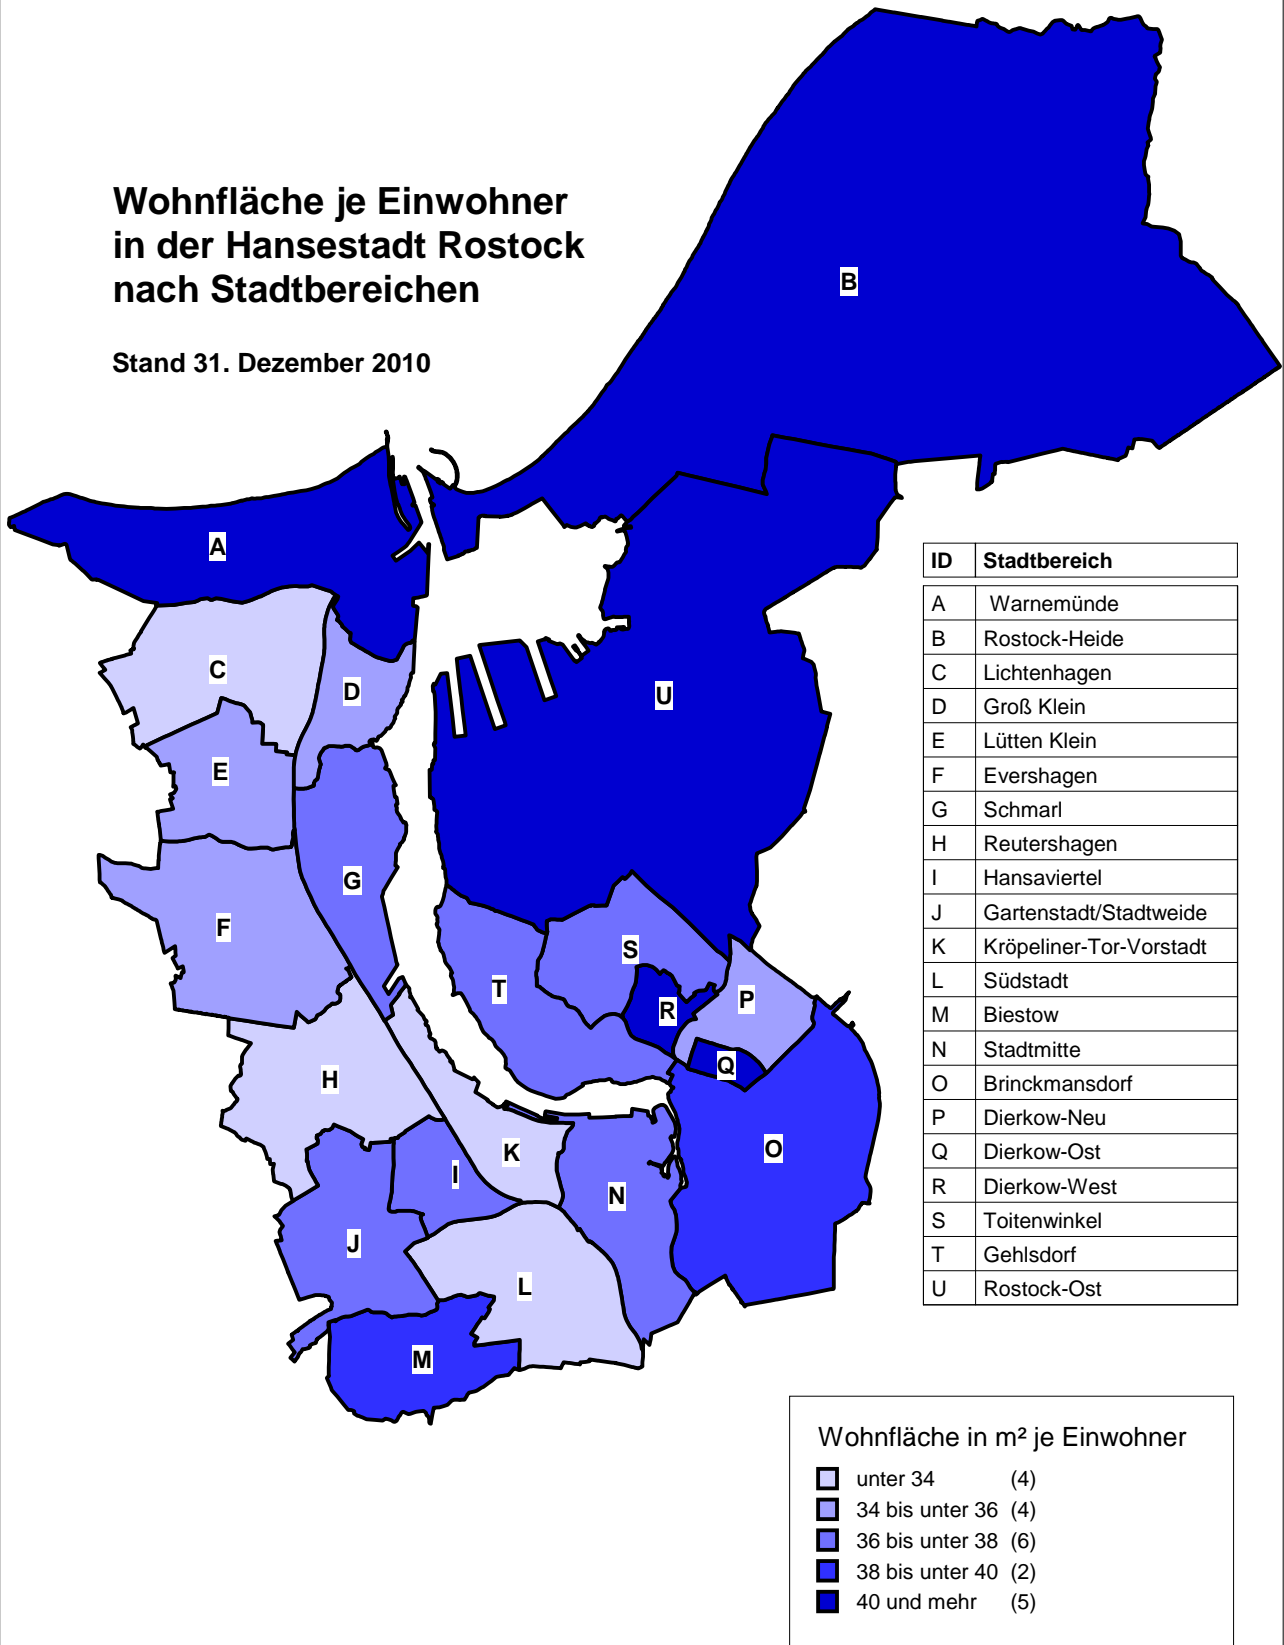 Wohnfläche je Einwohner
in der Hansestadt Rostock
nach Stadtbereichen
Stand 31. Dezember 2010
B
A
C
D
U
E
G
F
S
T
P
R
Q
H
K
O
I
N
J
L
M
ID Stadtbereich
A Warnemünde
B Rostock-Heide
C Lichtenhagen
D Groß Klein
E Lütten Klein
F Evershagen
G Schmarl
H Reutershagen
I Hansaviertel
J Gartenstadt/Stadtweide
K Kröpeliner-Tor-Vorstadt
L Südstadt
M Biestow
N Stadtmitte
O Brinckmansdorf
P Dierkow-Neu
Q Dierkow-Ost
R Dierkow-West
S Toitenwinkel
T Gehlsdorf
U Rostock-Ost
Wohnfläche in m² je Einwohner
unter 34 (4)
34 bis unter 36 (4)
36 bis unter 38 (6)
38 bis unter 40 (2)
40 und mehr (5)